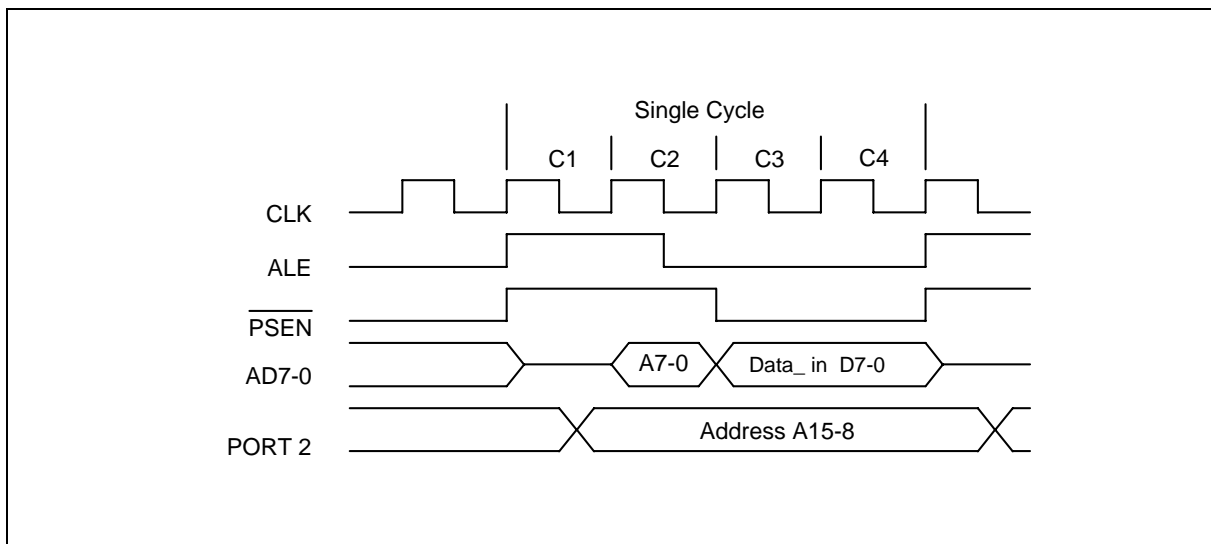 Single Cycle
C1 C2 C3 C4
CLK
ALE
PSEN
AD7-0 A7-0 Data_ in D7-0
PORT 2 Address A15-8